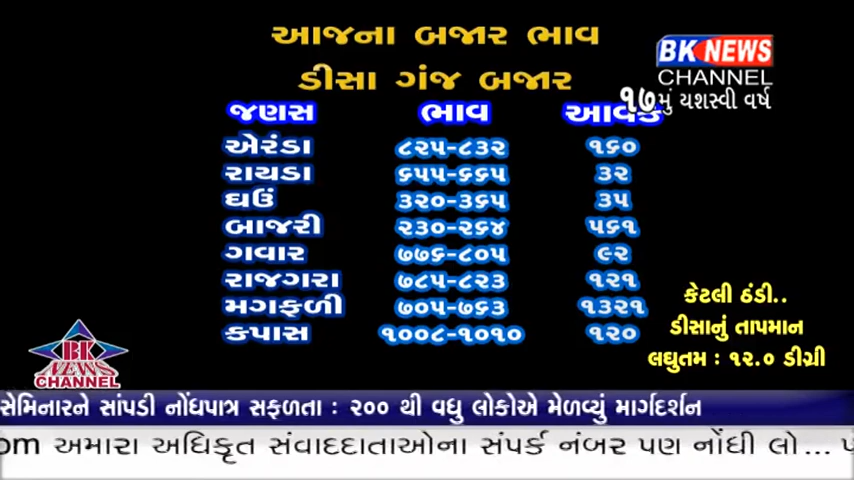 આજના બજાર ભાવ
ડીસા ગંજ બજાર
BK NEWS
CHANNEL
૧૭મું યશસ્વી વર્ષ
જણસ ભાવ આવક
એરંડા ૮૨૫-૮૩૨ ૧૬૦
રાયડા ૬૫૫-૬૬૫ ૩૨
ઘઉં ૩૨૦-૩૬૫ ૩૫
બાજરી ૨૩૦-૨૬૪ ૫૬૧
ગવાર ૭૭૬-૮૦૫ ૯૨
રાજગરા ૭૮૫-૮૨૩ ૧૨૧
મગફળી ૭૦૫-૭૬૩ ૧૩૨૧
કપાસ ૧૦૦૮-૧૦૧૦ ૧૨૦
કેટલી ઠંડી..
ડીસાનું તાપમાન
લઘુતમ : ૧૨.૦ ડીગ્રી
BK
NEWS
CHANNEL
સેમિનારને સાંપડી નોંધપાત્ર સફળતા : ૨૦૦ થી વધુ લોકોએ મેળવ્યું માર્ગદર્શન
om અમારા અધિકૃત સંવાદદાતાઓના સંપર્ક નંબર પણ નોંધી લો...